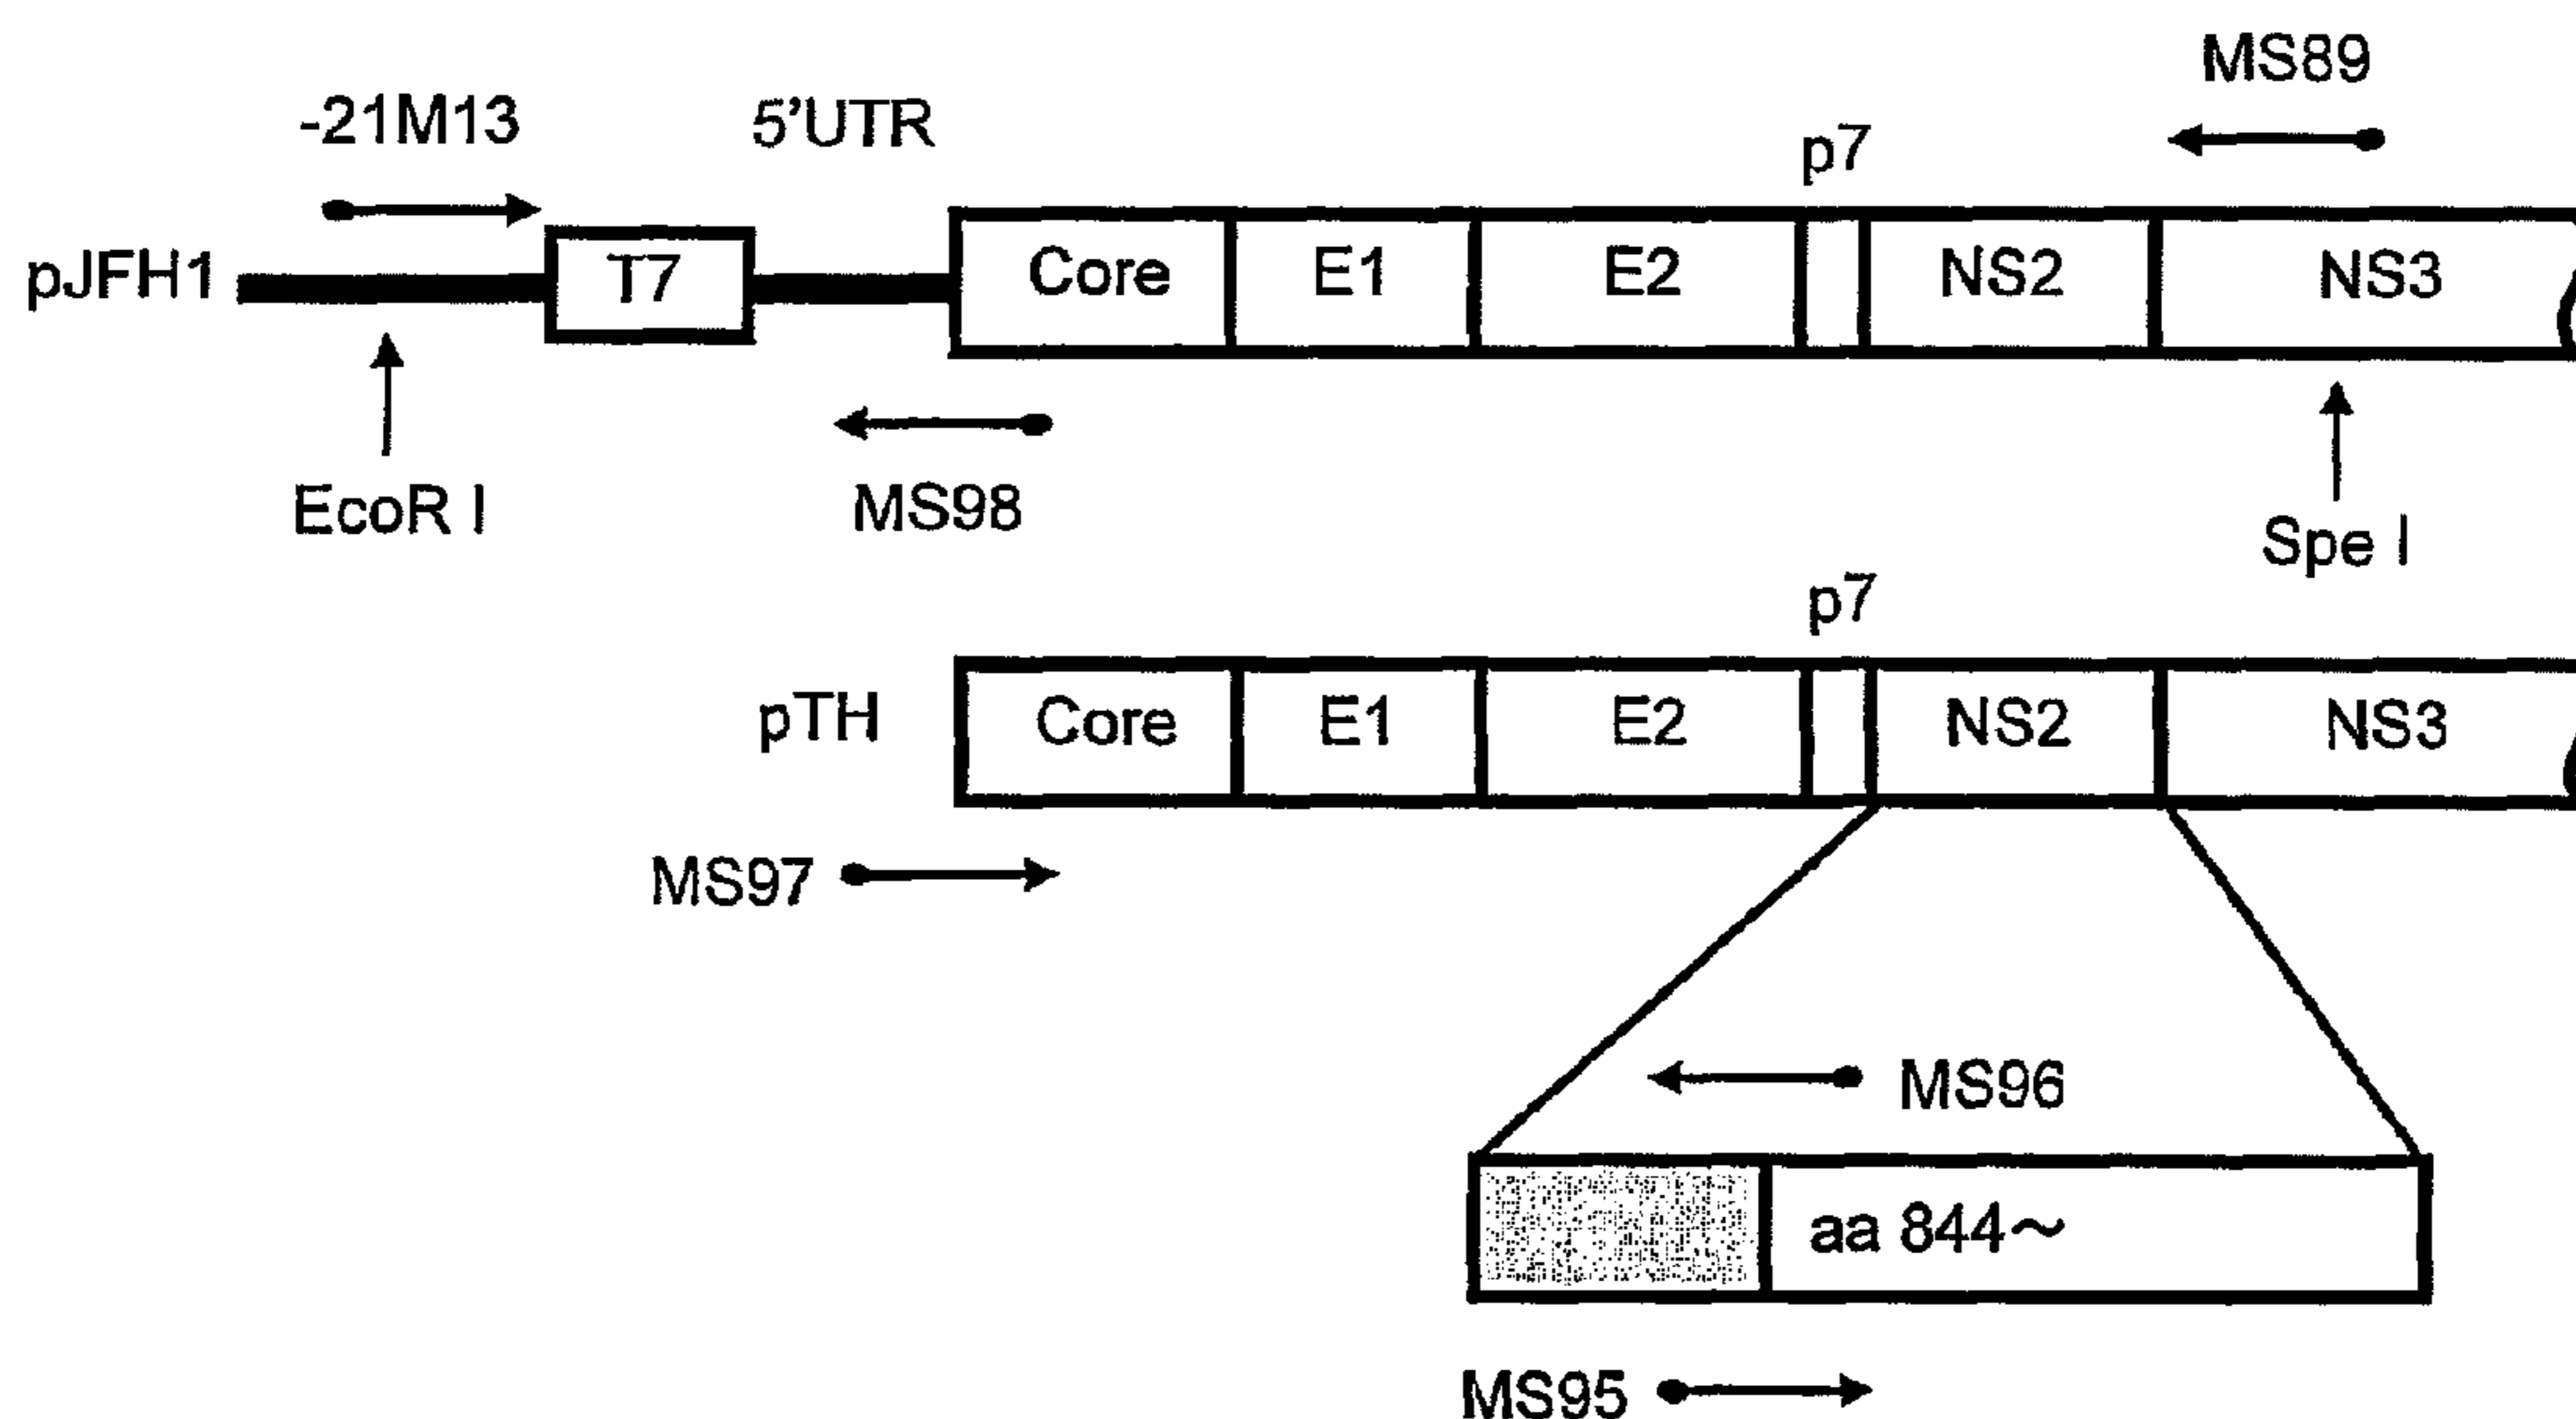 MS89
-21M13 5'UTR
p7
pJFH1 T7 Core E1 E2 NS2 NS3
EcoR I MS98 Spe I
p7
pTH Core E1 E2 NS2 NS3
MS97
MS96
aa 844~
MS95